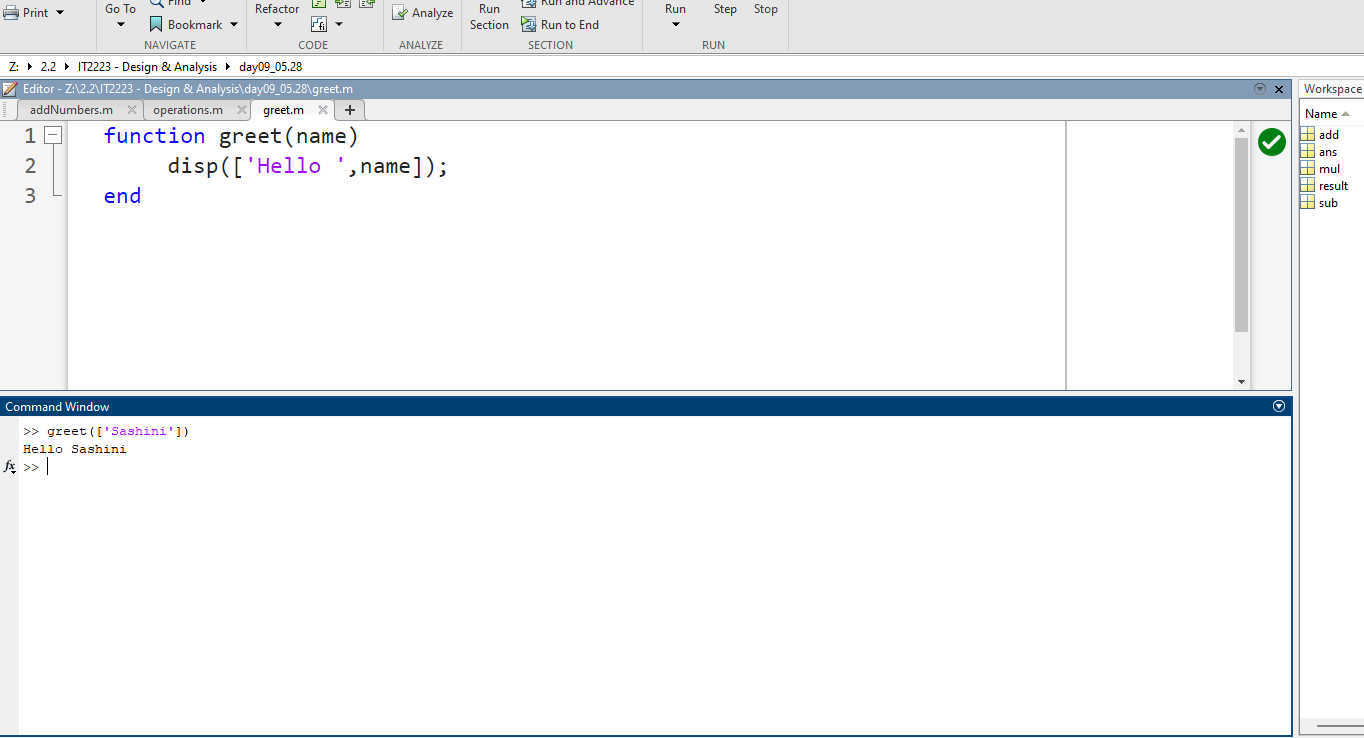 Print
Go To
Find
Bookmark
NAVIGATE
Refactor
CODE
Analyze
ANALYZE
Run
Section
Run and Advance
Run to End
SECTION
Run
Step
Stop
RUN
Z: 2.2 IT2223 - Design & Analysis day09_05.28
Editor - Z:\2.2\IT2223 - Design & Analysis\day09_05.28\greet.m
addNumbers.m operations.m greet.m
1 function greet(name)
2 disp(['Hello ',name]);
3 end
Workspace
Name
add
ans
mul
result
sub
Command Window
>> greet(['Sashini'])
Hello Sashini
fx >>